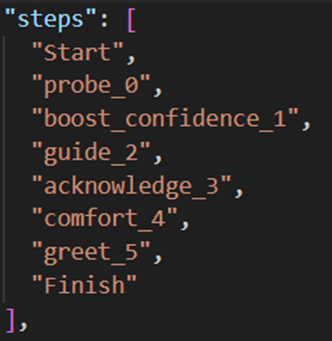 "steps": [
"Start",
"probe_0",
"boost_confidence_1",
"guide_2",
"acknowledge_3",
"comfort_4",
"greet_5",
"Finish"
],